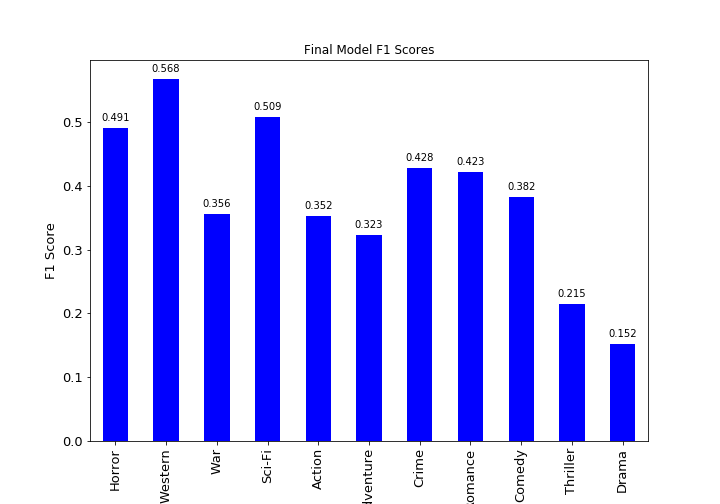 Final Model F1 Scores
0.568
0.509
0.491
0.428
0.423
0.382
0.356
0.352
0.323
0.215
0.152
F1 Score
0.5
0.4
0.3
0.2
0.1
0.0
Horror
Western
War
Sci-Fi
Action
dventure
Crime
omance
Comedy
Thriller
Drama